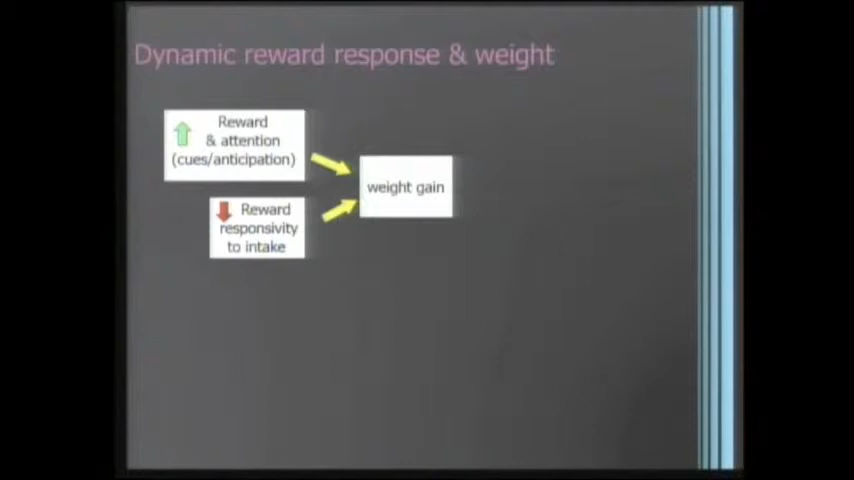 Dynamic reward response & weight
Reward
& attention
(cues/anticipation)
weight gain
Reward
responsivity
to intake